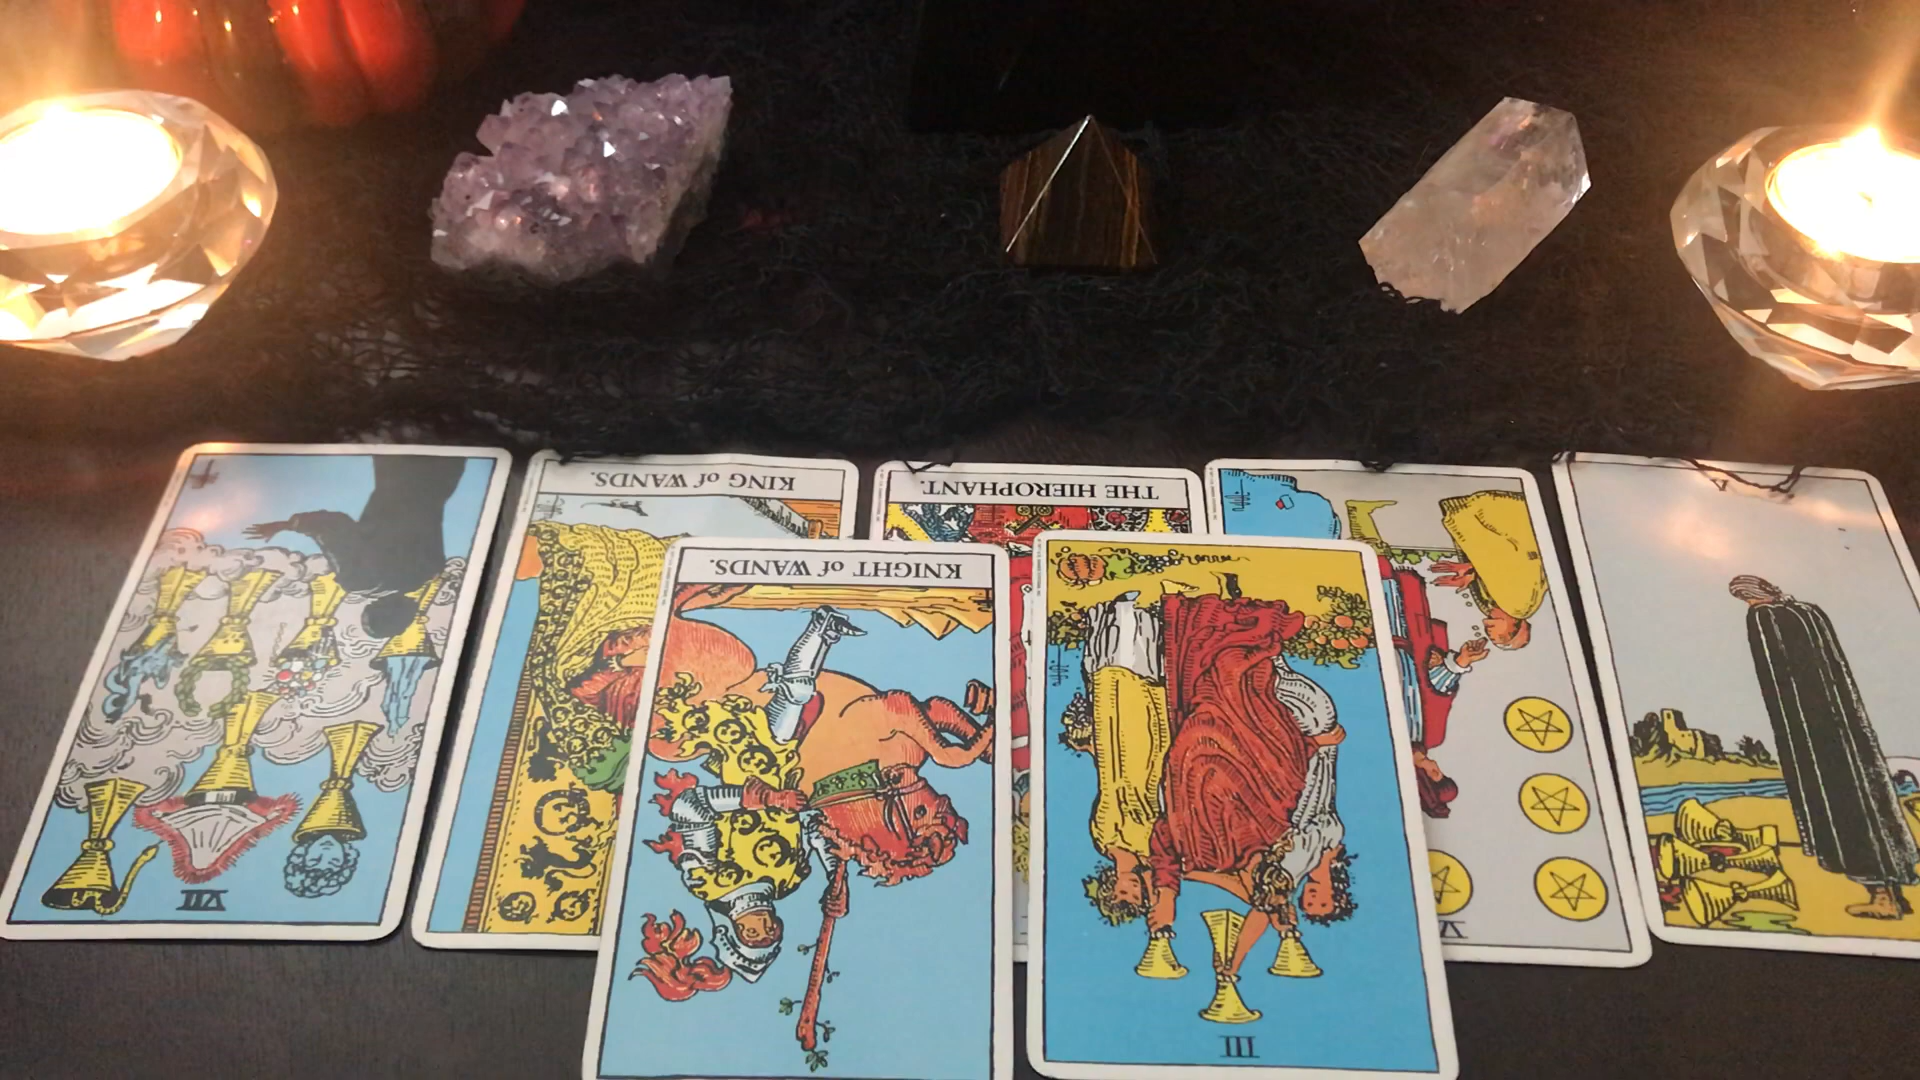 KING of WANDS.
THE HIEROPHANT.
V
KNIGHT of WANDS.
VII
III